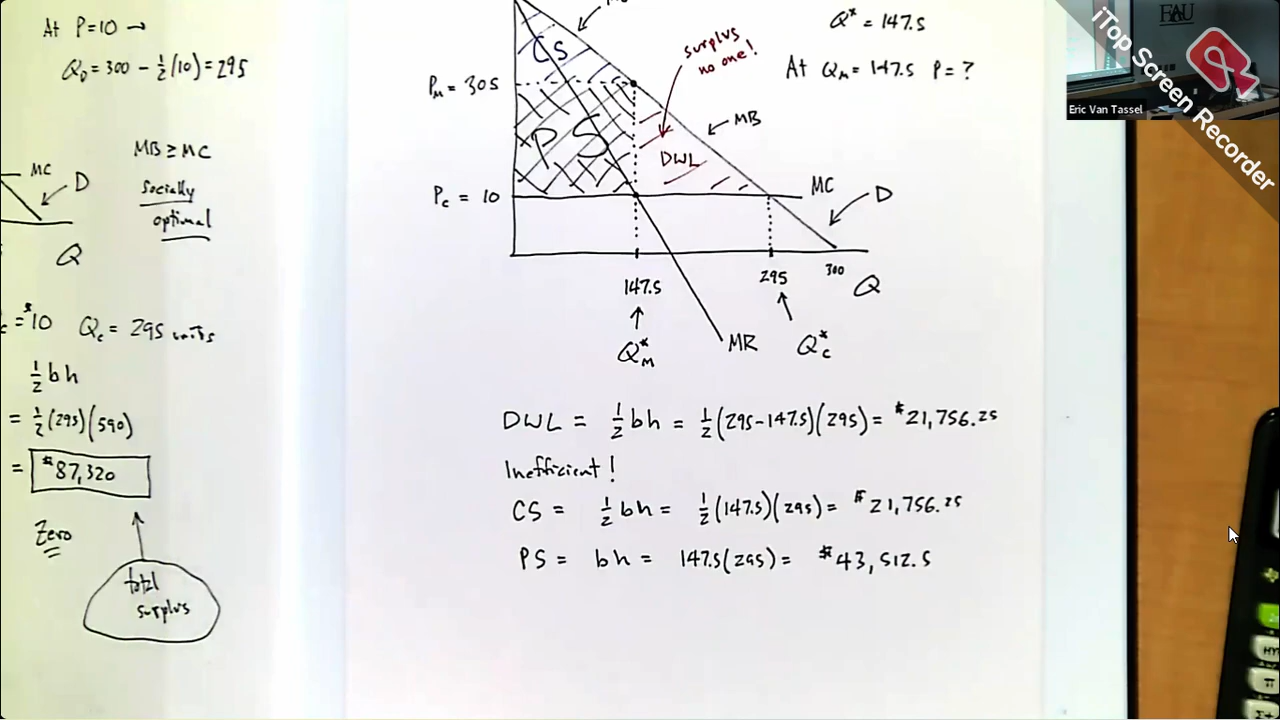 At P=10 →
Q_D = 300 − ½(10) = 295
MB ≥ MC
socially
optimal
MC
D
Q
= $10 Q_c = 295 units
½bh
= ½(295)(590)
= $87,320
Zero
total
surplus
CS
P_M = 305
PS
P_c = 10
surplus
no one!
MB
DWL
MC
D
147.5
295
300
Q
Q*_M
MR
Q*_c
Q* = 147.5
At Q_M = 147.5 P = ?
DWL = ½bh = ½(295-147.5)(295) = $21,756.25
Inefficient!
CS = ½bh = ½(147.5)(295) = $21,756.25
PS = bh = 147.5(295) = $43,512.5
FAU
Eric Van Tassel
iTop Screen Recorder